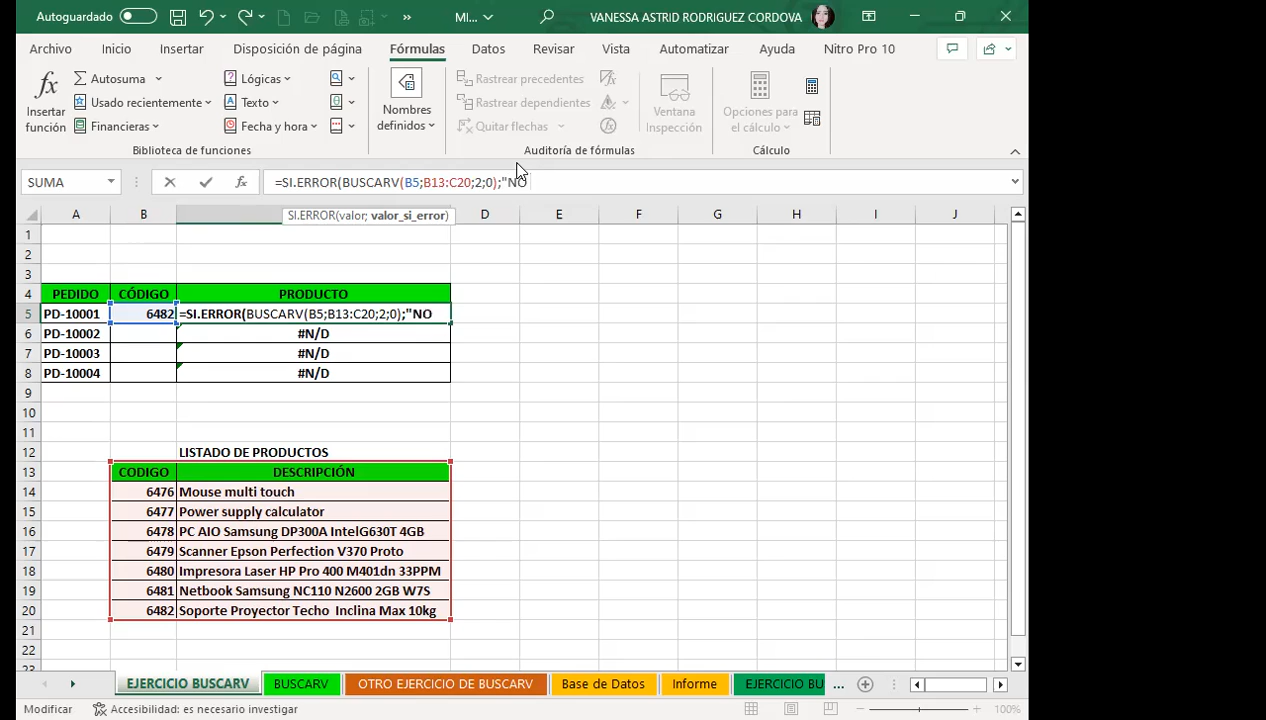 Autoguardado
MI...
VANESSA ASTRID RODRIGUEZ CORDOVA
Archivo Inicio Insertar Disposición de página Fórmulas Datos Revisar Vista Automatizar Ayuda Nitro Pro 10
Insertar función
Autosuma
Usado recientemente
Financieras
Lógicas
Texto
Fecha y hora
Biblioteca de funciones
Nombres definidos
Rastrear precedentes
Rastrear dependientes
Quitar flechas
Ventana Inspección
Auditoría de fórmulas
Opciones para el cálculo
Cálculo
SUMA
=SI.ERROR(BUSCARV(B5;B13:C20;2;0);"NO
SI.ERROR(valor; valor_si_error)
A B D E F G H I J
1
2
3
4 PEDIDO CÓDIGO PRODUCTO
5 PD-10001 6482 =SI.ERROR(BUSCARV(B5;B13:C20;2;0);"NO
6 PD-10002 #N/D
7 PD-10003 #N/D
8 PD-10004 #N/D
9
10
11
12 LISTADO DE PRODUCTOS
13 CODIGO DESCRIPCIÓN
14 6476 Mouse multi touch
15 6477 Power supply calculator
16 6478 PC AIO Samsung DP300A IntelG630T 4GB
17 6479 Scanner Epson Perfection V370 Proto
18 6480 Impresora Laser HP Pro 400 M401dn 33PPM
19 6481 Netbook Samsung NC110 N2600 2GB W7S
20 6482 Soporte Proyector Techo Inclina Max 10kg
21
22
23
EJERCICIO BUSCARV BUSCARV OTRO EJERCICIO DE BUSCARV Base de Datos Informe EJERCICIO BU ...
Modificar Accesibilidad: es necesario investigar 100%